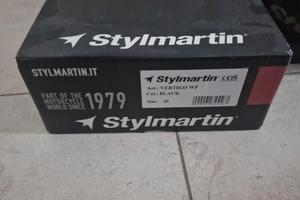 Stylmartin
STYLMARTIN.IT
Stylmartin
Art.: VERTIGO WP
Col.: BLACK
Size: 42
PART OF THE
MOTORCYCLE
WORLD SINCE
1979
Stylmartin